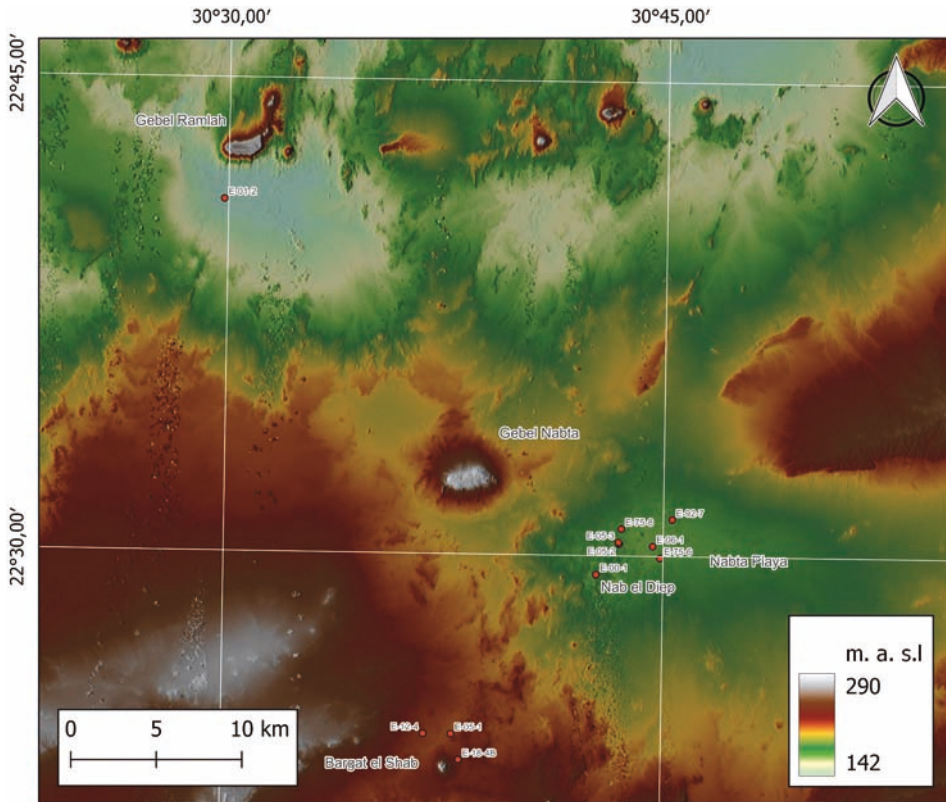 30°30,00'
30°45,00'
22°45,00'
Gebel Ramlah
E-01-2
Gebel Nabta
E-92-7
E-75-8
E-05-3
E-06-1
22°30,00'
E-05-2
E-75-6
Nabta Playa
E-00-1
Nab el Diep
m. a. s.l
290
142
0 5 10 km
E-12-4
E-05-1
E-16-4B
Bargat el Shab